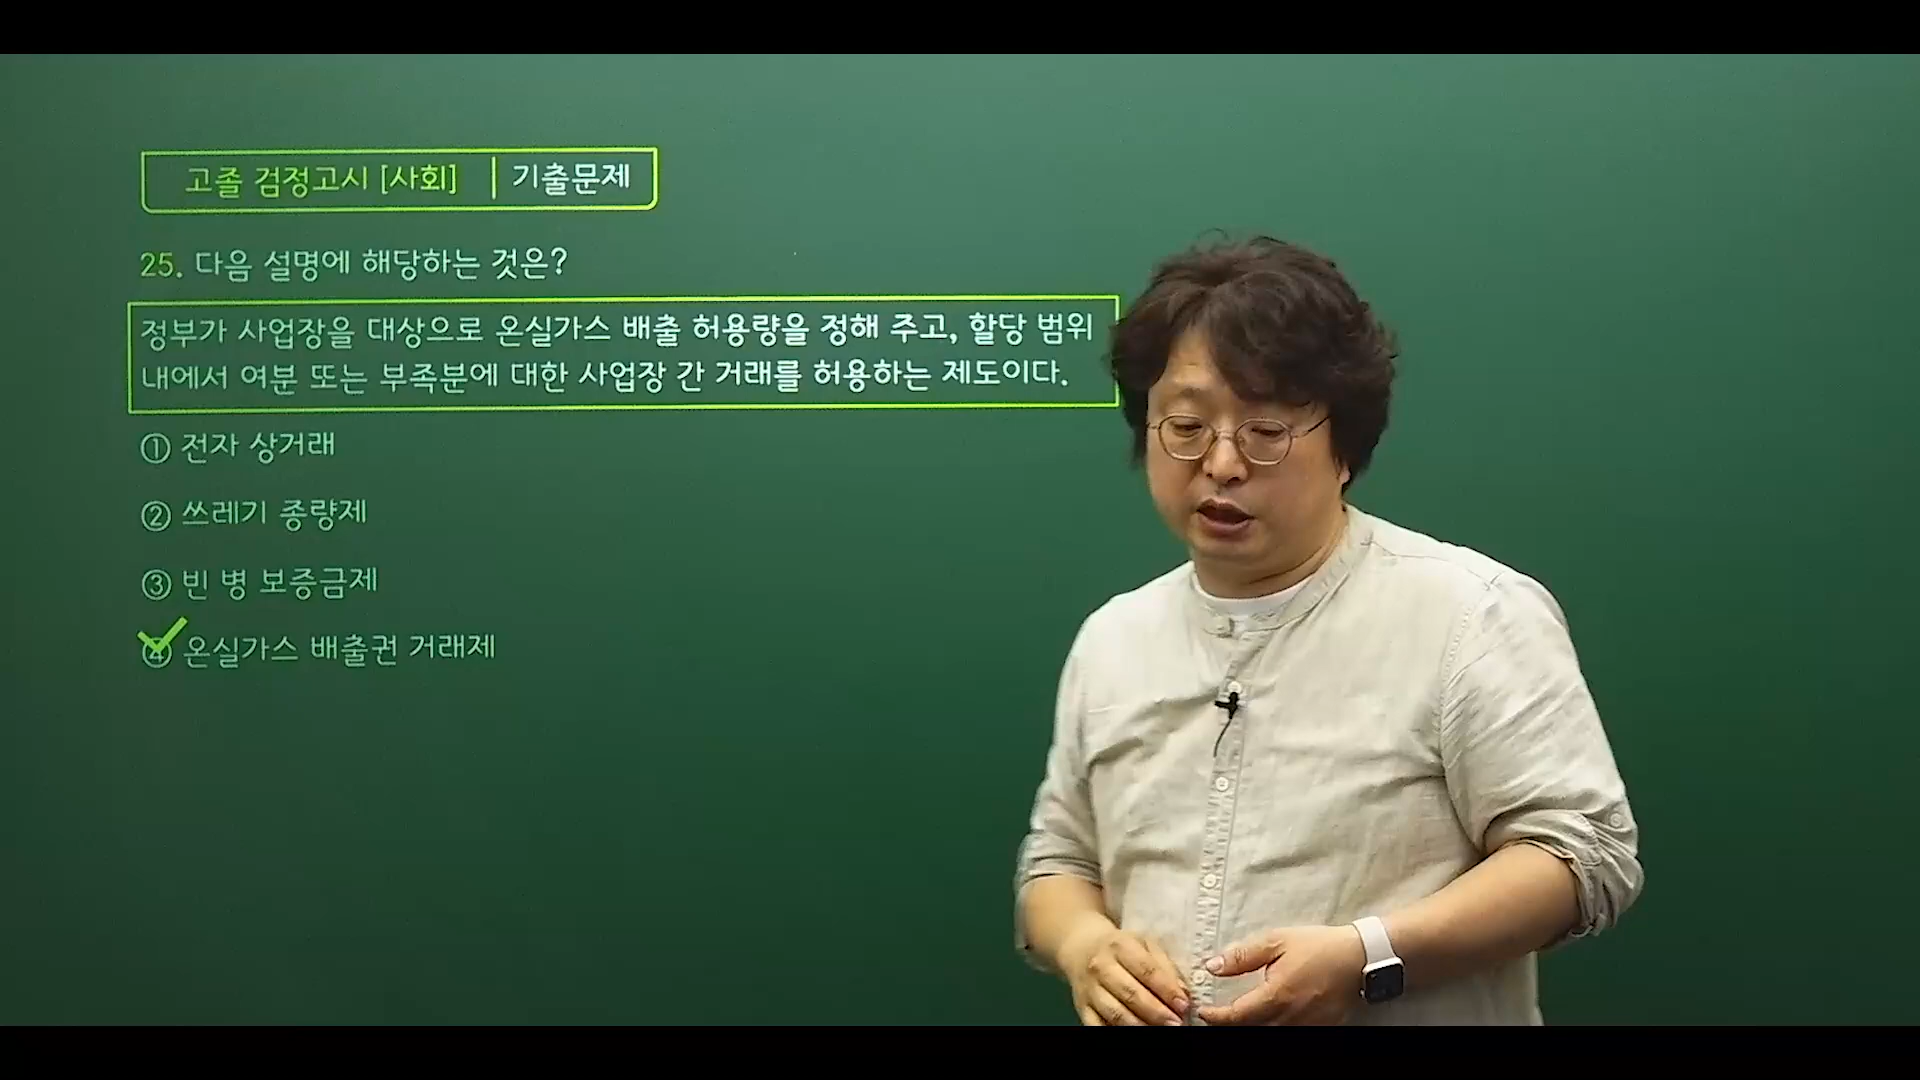 고졸 검정고시 [사회] | 기출문제
25. 다음 설명에 해당하는 것은?
정부가 사업장을 대상으로 온실가스 배출 허용량을 정해 주고, 할당 범위
내에서 여분 또는 부족분에 대한 사업장 간 거래를 허용하는 제도이다.
① 전자 상거래
② 쓰레기 종량제
③ 빈 병 보증금제
④ 온실가스 배출권 거래제